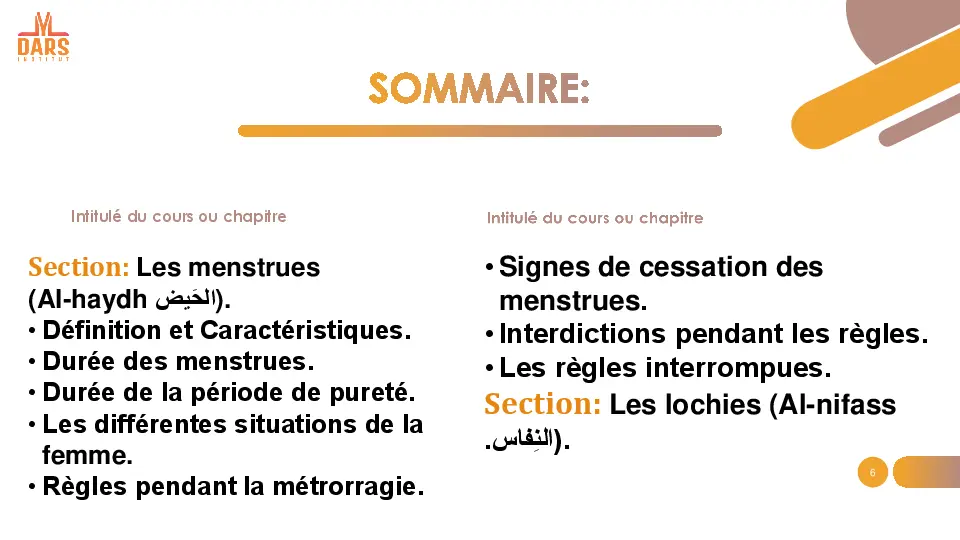 DARS
INSTITUT
SOMMAIRE:
Intitulé du cours ou chapitre
Section: Les menstrues
(Al-haydh الحَيض).
• Définition et Caractéristiques.
• Durée des menstrues.
• Durée de la période de pureté.
• Les différentes situations de la
femme.
• Règles pendant la métrorragie.
Intitulé du cours ou chapitre
• Signes de cessation des
menstrues.
• Interdictions pendant les règles.
• Les règles interrompues.
Section: Les lochies (Al-nifass
.النِفاس).
6